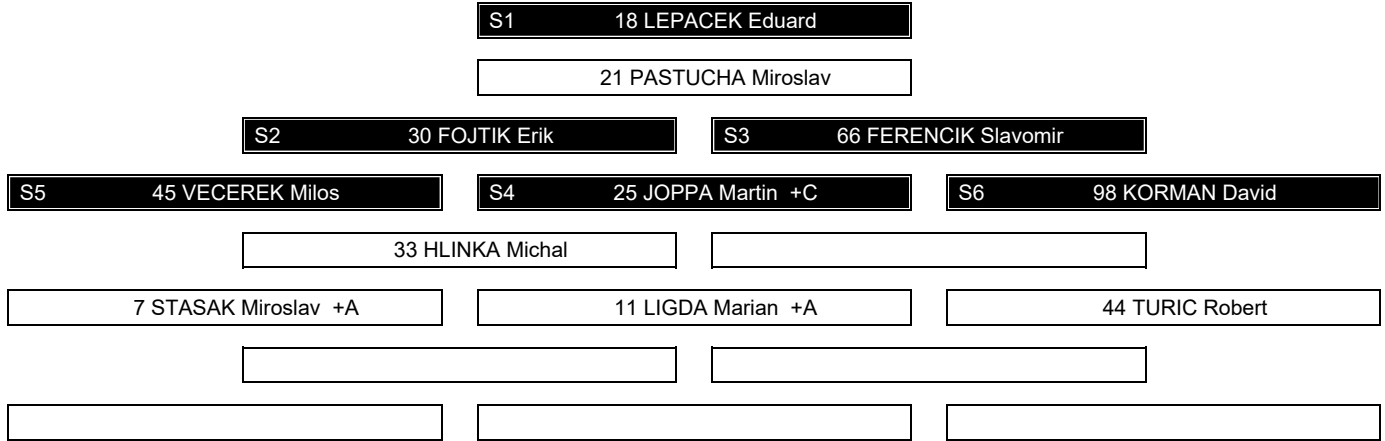 S1 18 LEPACEK Eduard
21 PASTUCHA Miroslav
S2 30 FOJTIK Erik S3 66 FERENCIK Slavomir
S5 45 VECEREK Milos S4 25 JOPPA Martin +C S6 98 KORMAN David
33 HLINKA Michal
7 STASAK Miroslav +A 11 LIGDA Marian +A 44 TURIC Robert